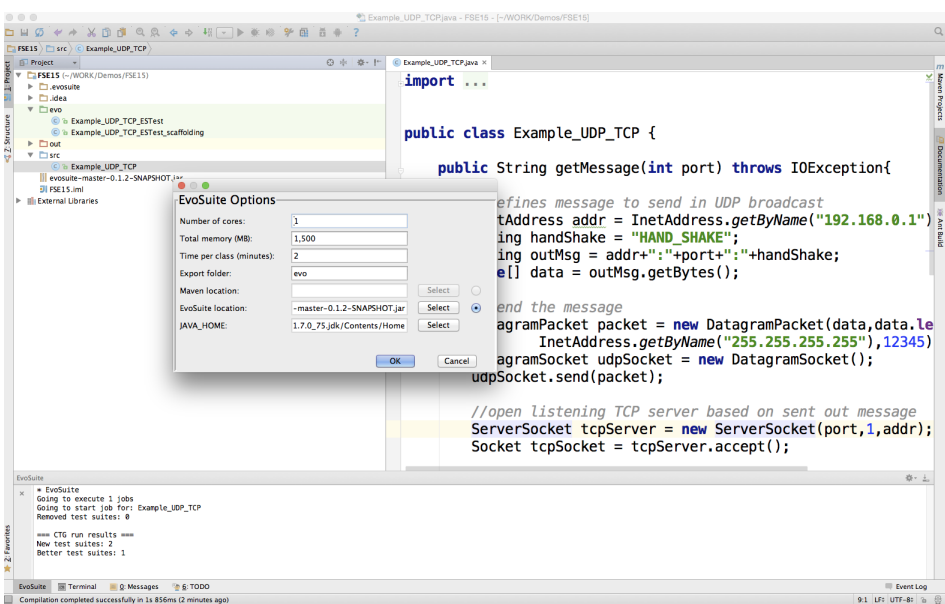 Example_UDP_TCP.java - FSE15 - [~/WORK/Demos/FSE15]
FSE15 src Example_UDP_TCP
Project
Example_UDP_TCP.java ×
1: Project
Z: Structure
2: Favorites
FSE15 (~/WORK/Demos/FSE15)
.evosuite
.idea
evo
Example_UDP_TCP_ESTest
Example_UDP_TCP_ESTest_scaffolding
out
src
Example_UDP_TCP
evosuite-master-0.1.2-SNAPSHOT.jar
FSE15.iml
External Libraries
EvoSuite Options
Number of cores: 1
Total memory (MB): 1,500
Time per class (minutes): 2
Export folder: evo
Maven location: Select
EvoSuite location: -master-0.1.2-SNAPSHOT.jar Select
JAVA_HOME: 1.7.0_75.jdk/Contents/Home Select
OK Cancel
import ...
public class Example_UDP_TCP {
public String getMessage(int port) throws IOException{
efines message to send in UDP broadcast
tAddress addr = InetAddress.getByName("192.168.0.1")
ing handShake = "HAND_SHAKE";
ing outMsg = addr+":"+port+":"+handShake;
e[] data = outMsg.getBytes();
end the message
agramPacket packet = new DatagramPacket(data,data.le
InetAddress.getByName("255.255.255.255"),12345)
agramSocket udpSocket = new DatagramSocket();
udpSocket.send(packet);
//open listening TCP server based on sent out message
ServerSocket tcpServer = new ServerSocket(port,1,addr);
Socket tcpSocket = tcpServer.accept();
Maven Projects
Documentation
Ant Build
EvoSuite
* EvoSuite
Going to execute 1 jobs
Going to start job for: Example_UDP_TCP
Removed test suites: 0
=== CTG run results ===
New test suites: 2
Better test suites: 1
EvoSuite Terminal 0: Messages 6: TODO Event Log
Compilation completed successfully in 1s 856ms (2 minutes ago) 9:1 LF÷ UTF-8÷